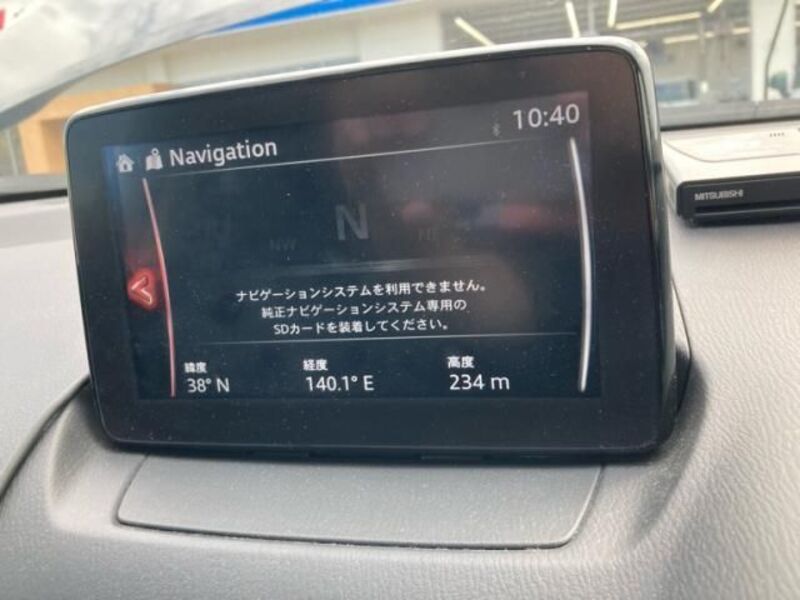 Navigation
10:40
MITSUBISHI
N
NW
ナビゲーションシステムを利用できません。
純正ナビゲーションシステム専用の
SDカードを装着してください。
緯度
経度
高度
38° N
140.1° E
234 m